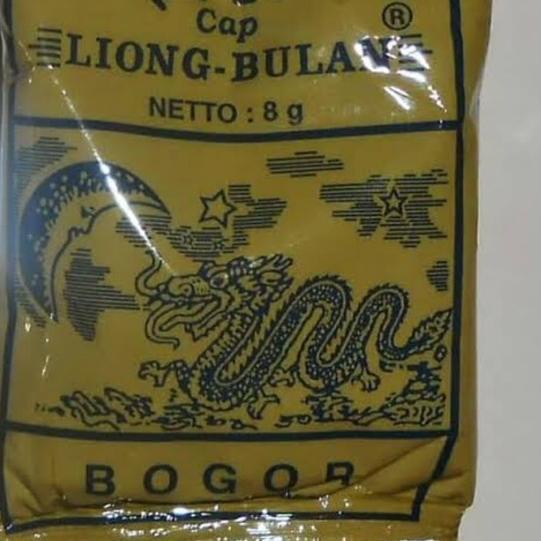 Cap
®
LIONG-BULAN
NETTO : 8 g
BOGOR